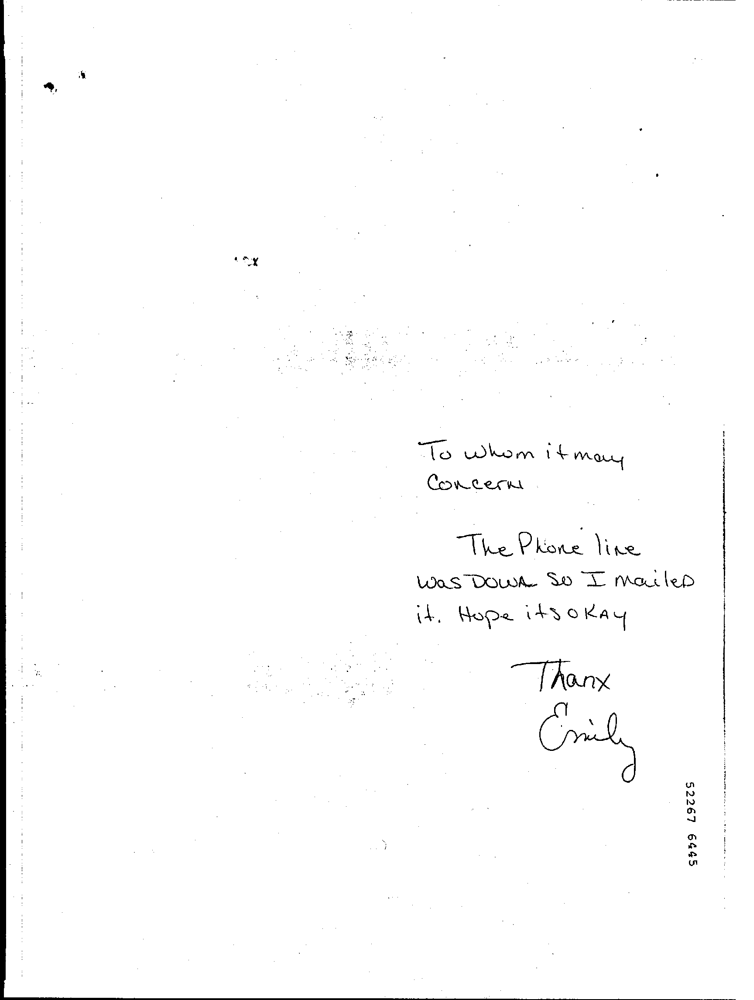 To whom it may
Concern
The Phone line
was DOWN so I mailed
it. Hope its OKAY
Thanx
Emily
52267 6445